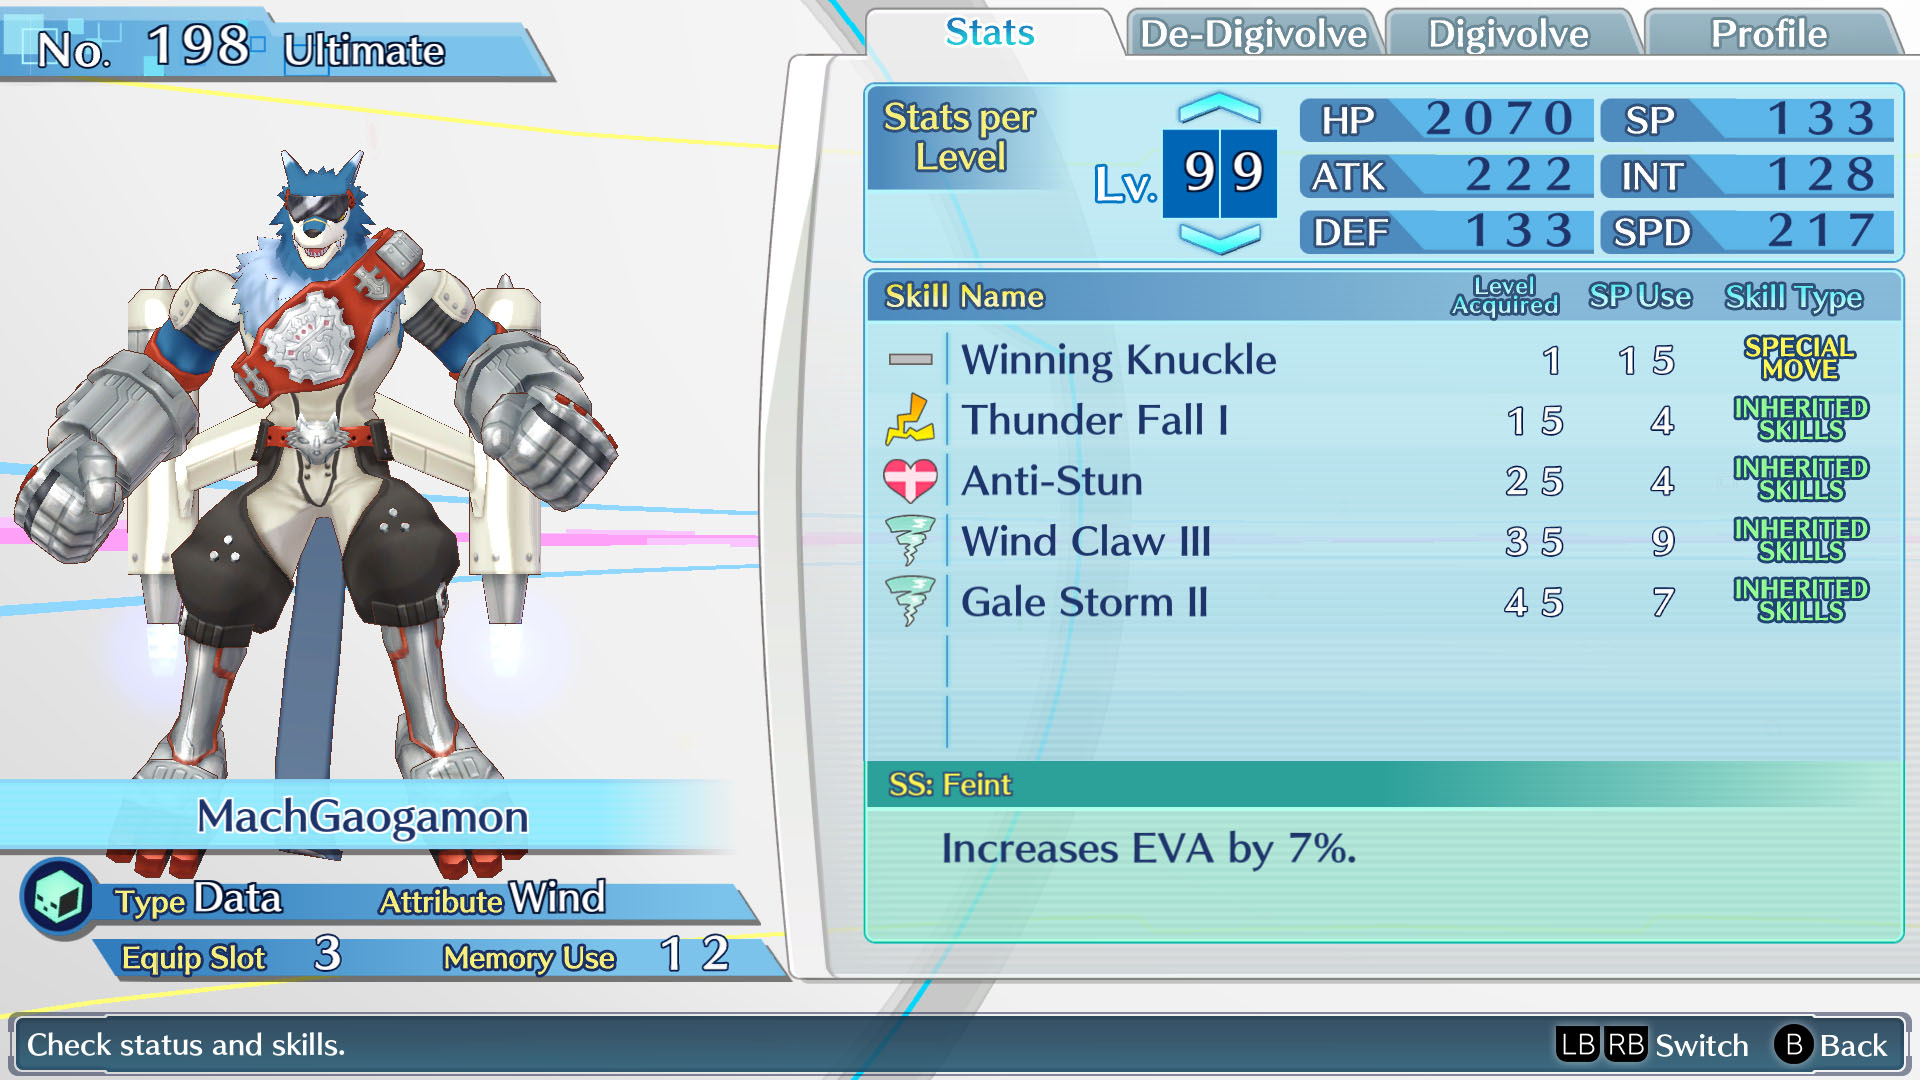 No. 198 Ultimate
Stats
De-Digivolve
Digivolve
Profile
Stats per
Level
Lv. 99
HP 2070
SP 133
ATK 222
INT 128
DEF 133
SPD 217
Skill Name
Level
Acquired
SP Use
Skill Type
Winning Knuckle 1 15 SPECIAL
MOVE
Thunder Fall I 15 4 INHERITED
SKILLS
Anti-Stun 25 4 INHERITED
SKILLS
Wind Claw III 35 9 INHERITED
SKILLS
Gale Storm II 45 7 INHERITED
SKILLS
SS: Feint
Increases EVA by 7%.
MachGaogamon
Type Data Attribute Wind
Equip Slot 3 Memory Use 12
Check status and skills.
LB RB Switch B Back